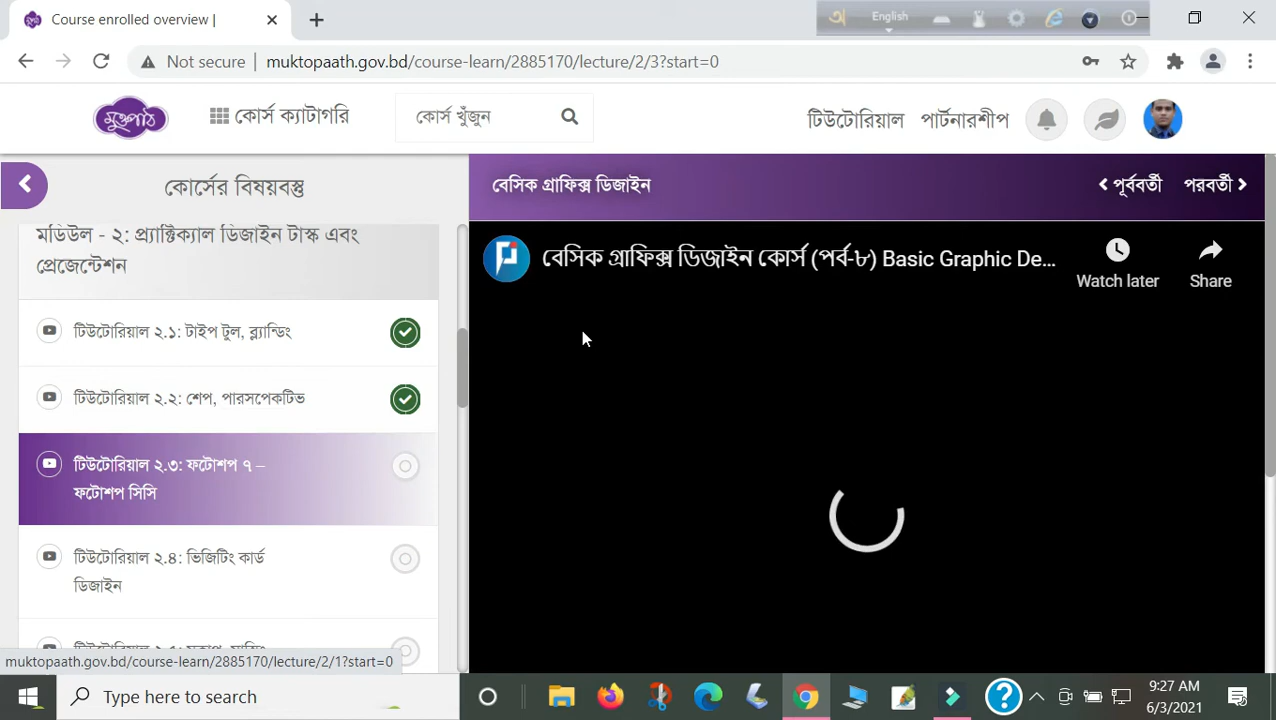 Course enrolled overview |
English
Not secure
muktopaath.gov.bd/course-learn/2885170/lecture/2/3?start=0
মুক্তপাঠ
কোর্স ক্যাটাগরি
কোর্স খুঁজুন
টিউটোরিয়াল
পার্টনারশীপ
কোর্সের বিষয়বস্তু
মডিউল - ২: প্র্যাক্টিক্যাল ডিজাইন টাস্ক এবং
প্রেজেন্টেশন
টিউটোরিয়াল ২.১: টাইপ টুল, ব্ল্যান্ডিং
টিউটোরিয়াল ২.২: শেপ, পারসপেকটিভ
টিউটোরিয়াল ২.৩: ফটোশপ ৭ –
ফটোশপ সিসি
টিউটোরিয়াল ২.৪: ভিজিটিং কার্ড
ডিজাইন
বেসিক গ্রাফিক্স ডিজাইন
পূর্ববর্তী
পরবর্তী
বেসিক গ্রাফিক্স ডিজাইন কোর্স (পর্ব-৮) Basic Graphic De...
Watch later
Share
muktopaath.gov.bd/course-learn/2885170/lecture/2/1?start=0
Type here to search
9:27 AM
6/3/2021